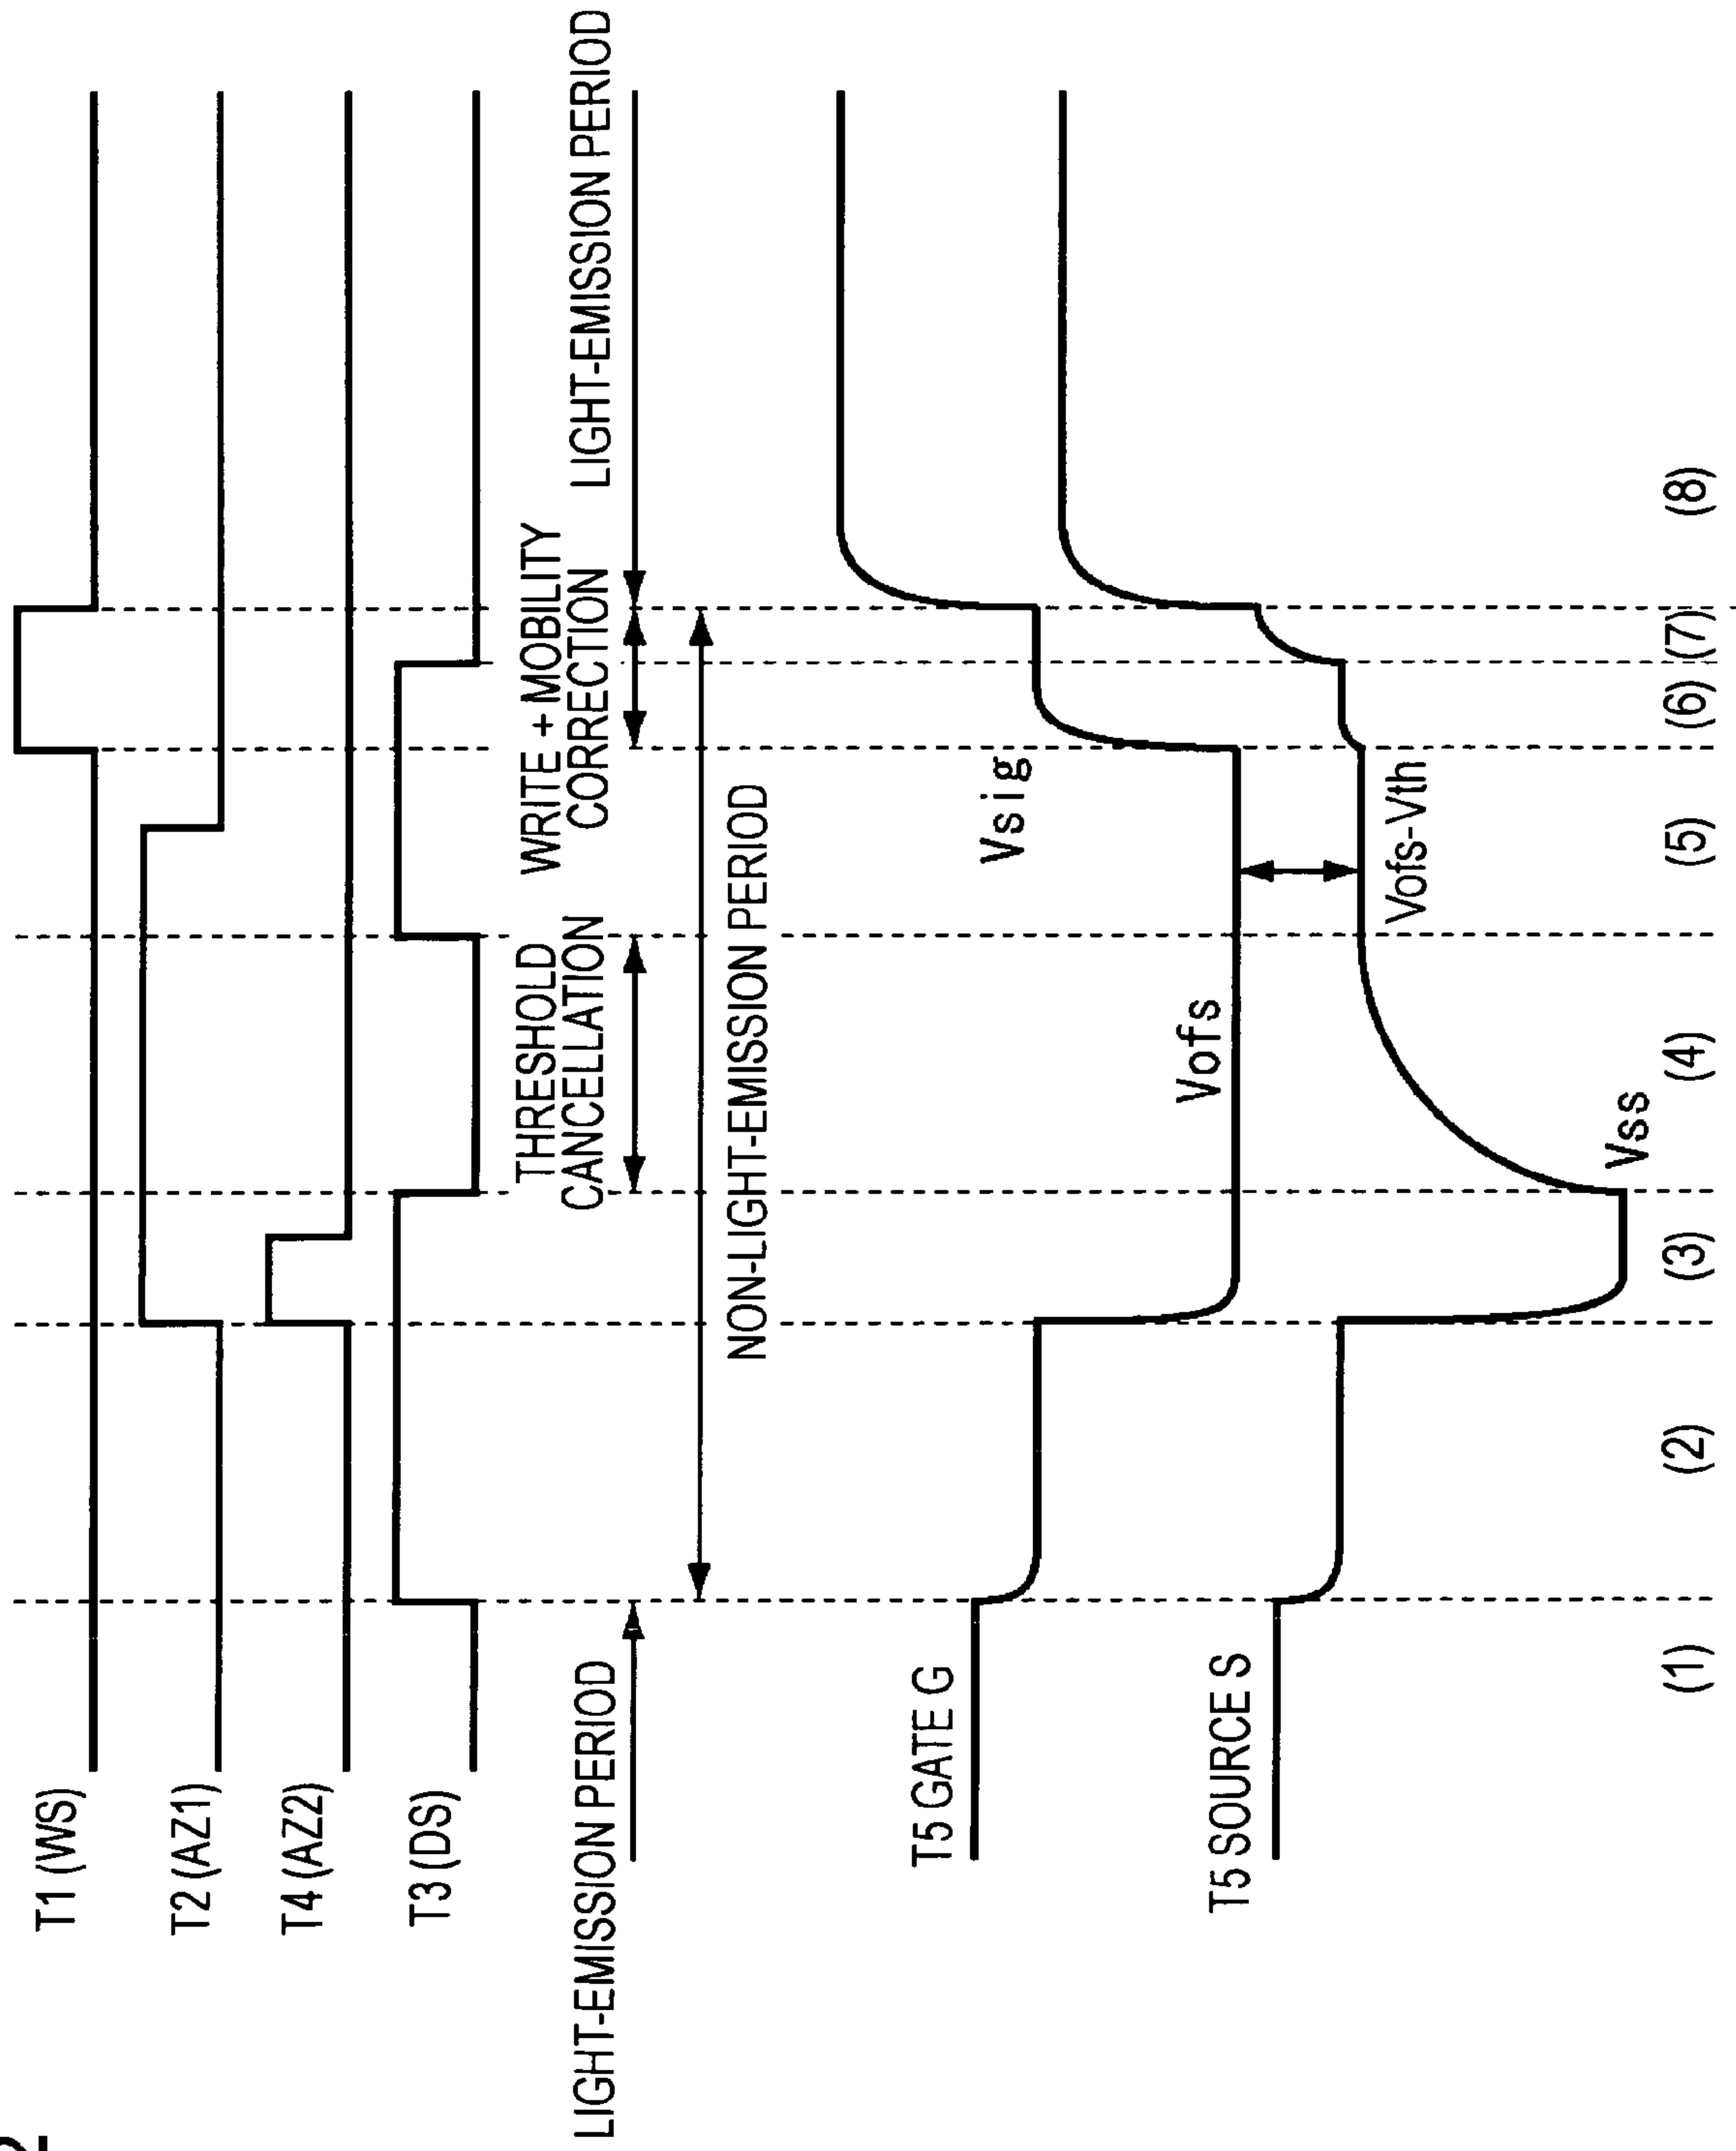 T1 (WS)
T2 (AZ1)
T4 (AZ2)
T3 (DS)
LIGHT-EMISSION PERIOD
THRESHOLD
CANCELLATION
WRITE + MOBILITY
CORRECTION
LIGHT-EMISSION PERIOD
NON-LIGHT-EMISSION PERIOD
T5 GATE G
Vsig
Vofs
T5 SOURCE S
Vofs-Vth
Vss
(1) (2) (3) (4) (5) (6) (7) (8)